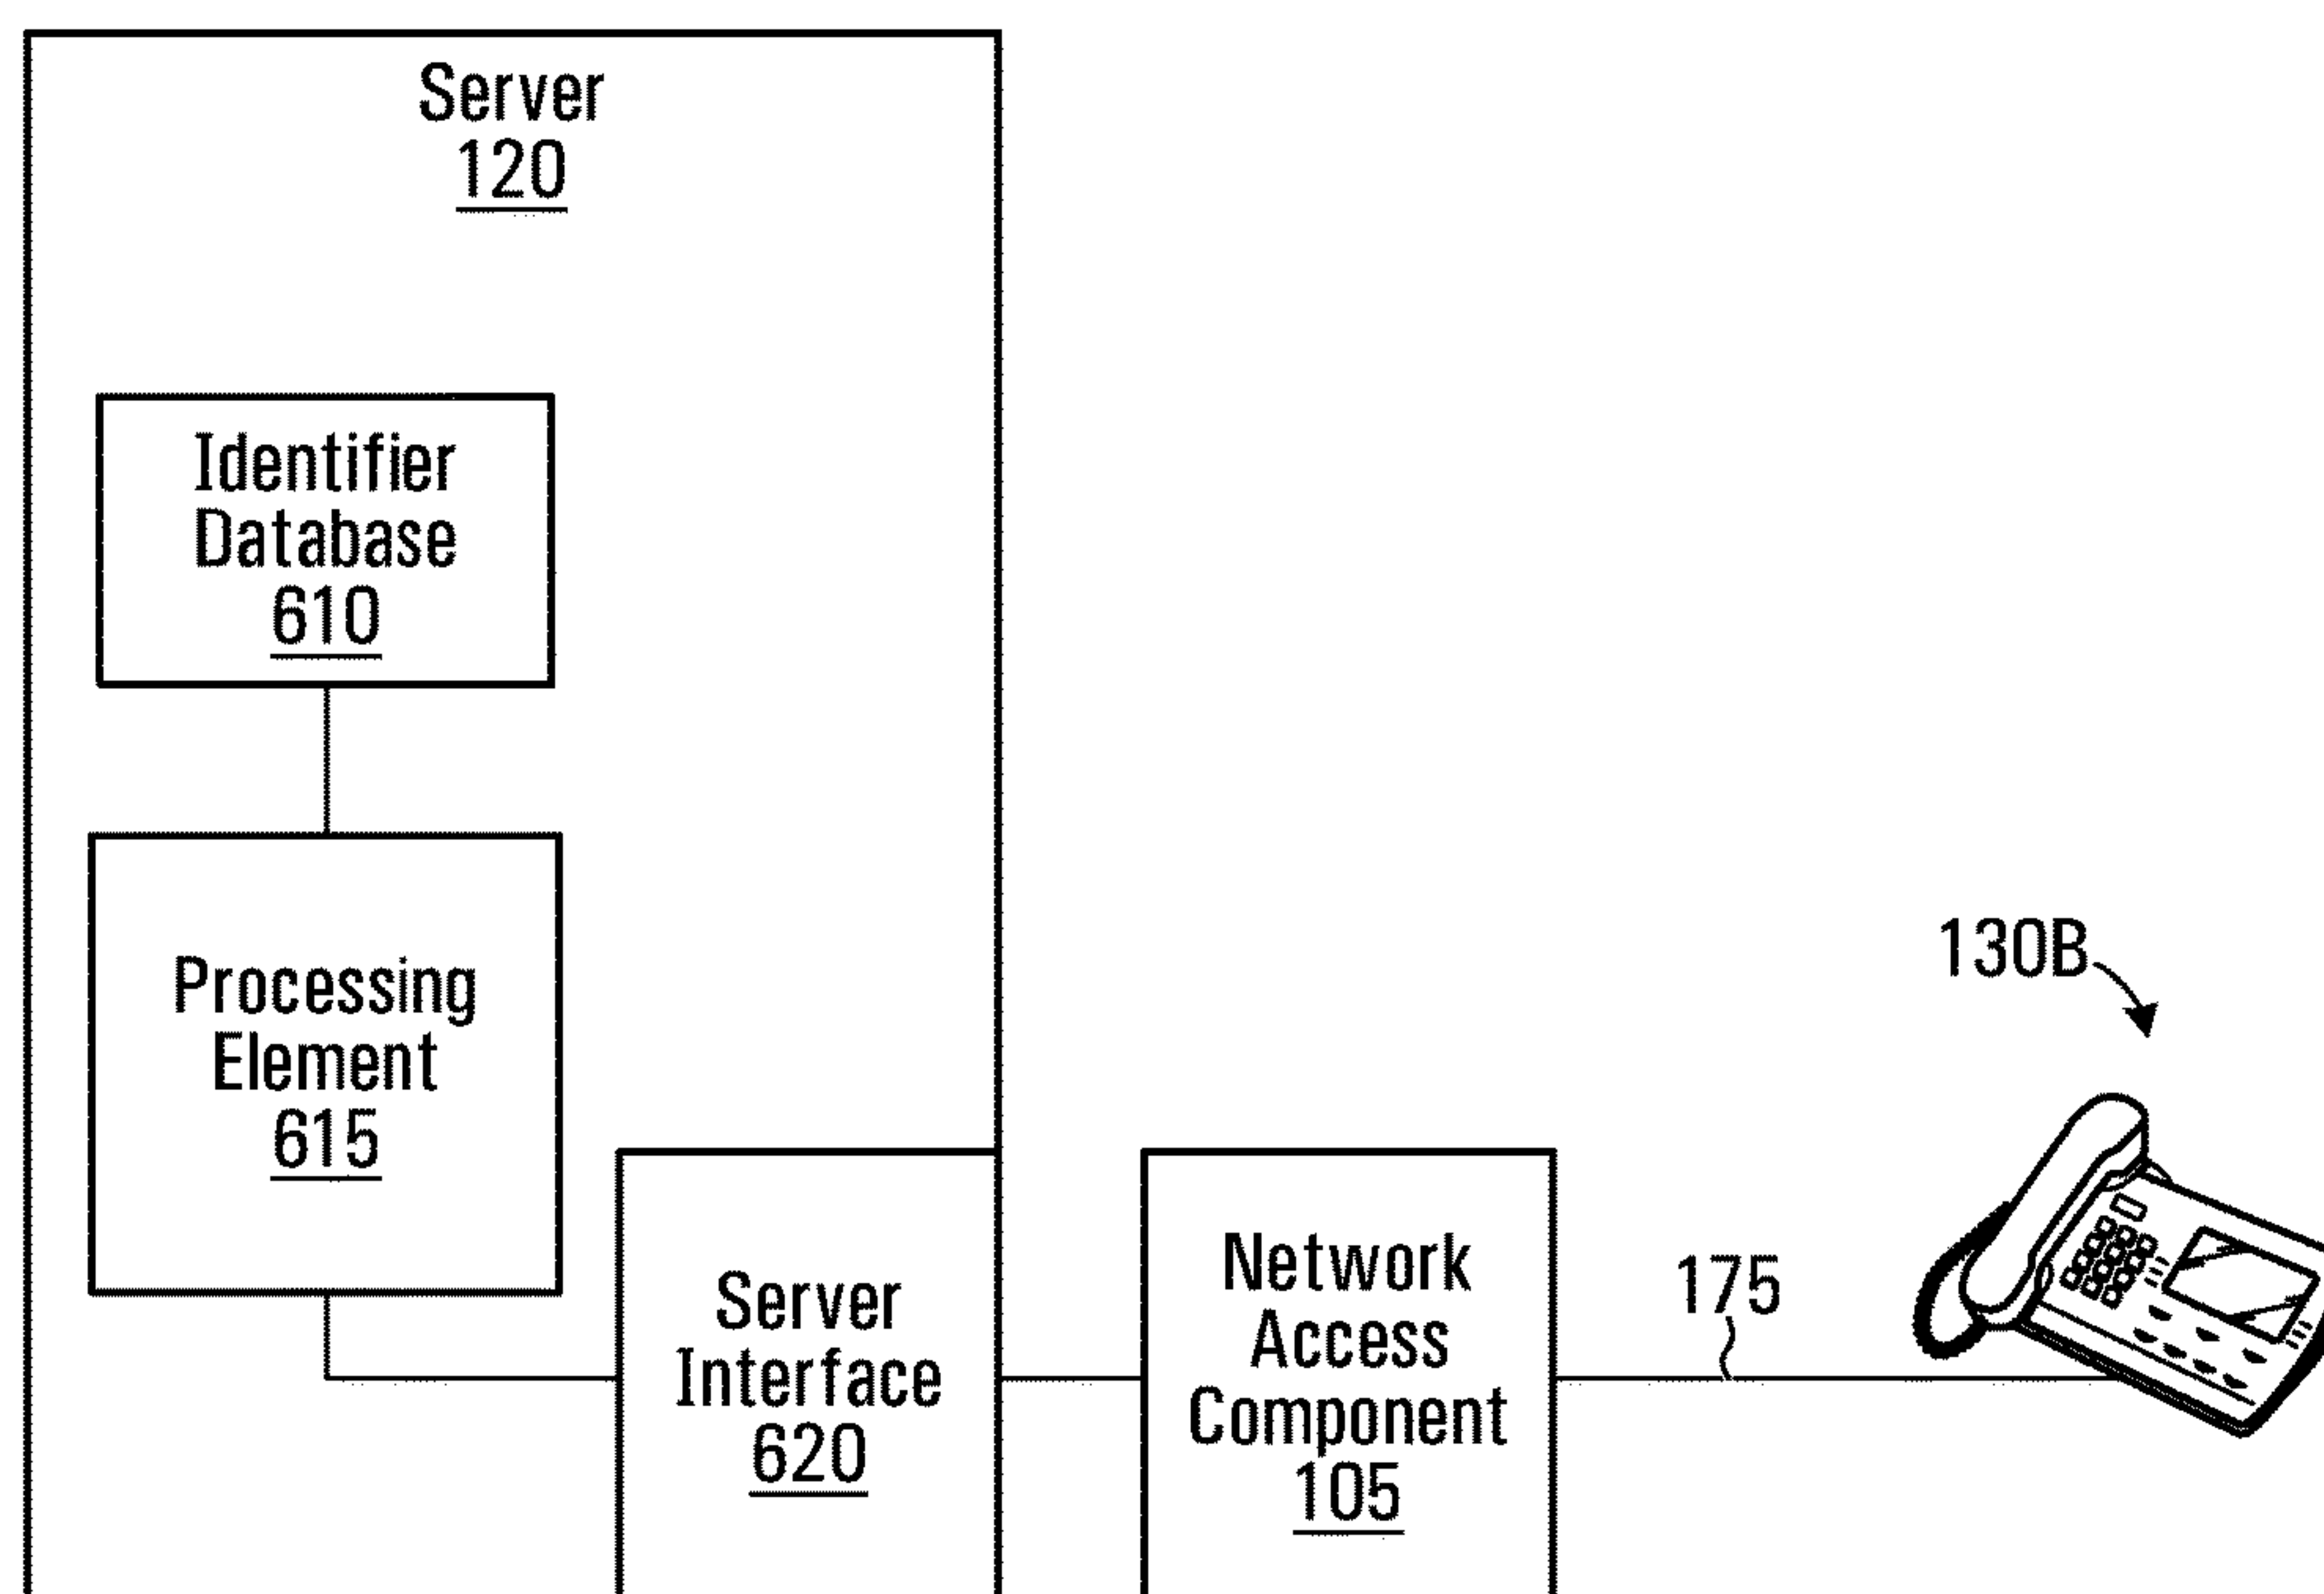 Server
120
Identifier
Database
610
Processing
Element
615
Server
Interface
620
Network
Access
Component
105
175
130B